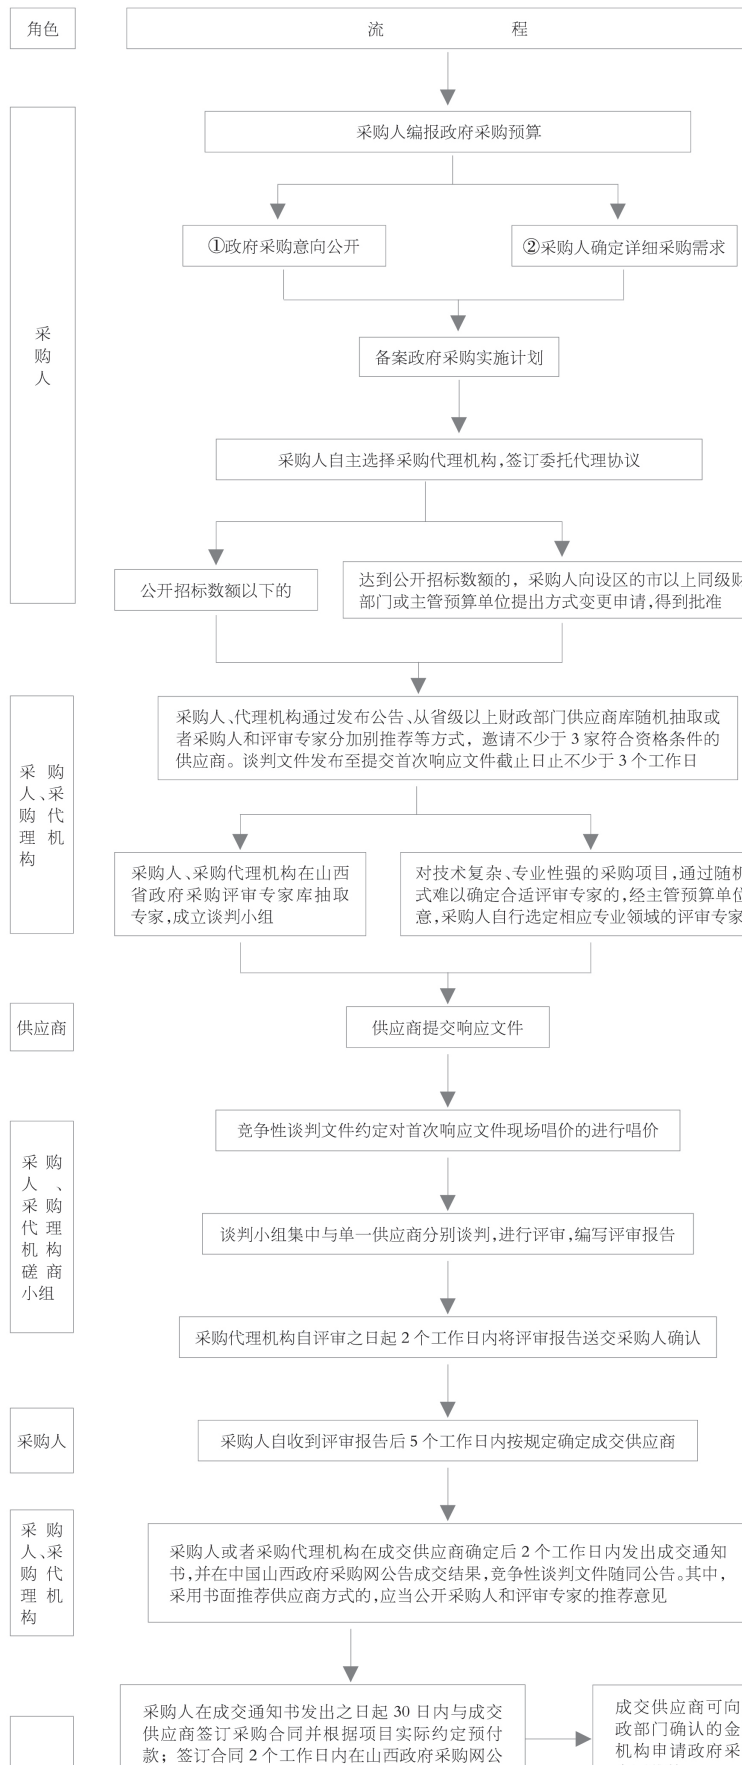 角色
流 程
采购人编报政府采购预算
①政府采购意向公开
②采购人确定详细采购需求
采
购
人
备案政府采购实施计划
采购人自主选择采购代理机构，签订委托代理协议
公开招标数额以下的
达到公开招标数额的，采购人向设区的市以上同级财
部门或主管预算单位提出方式变更申请，得到批准
采 购
人、采
购 代
理 机
构
采购人、代理机构通过发布公告、从省级以上财政部门供应商库随机抽取或
者采购人和评审专家分加别推荐等方式，邀请不少于 3 家符合资格条件的
供应商。谈判文件发布至提交首次响应文件截止日止不少于 3 个工作日
采购人、采购代理机构在山西
省政府采购评审专家库抽取
专家，成立谈判小组
对技术复杂、专业性强的采购项目，通过随机
式难以确定合适评审专家的，经主管预算单位
意，采购人自行选定相应专业领域的评审专家
供应商
供应商提交响应文件
采 购
人 、
采 购
代 理
机 构
磋 商
小组
竞争性谈判文件约定对首次响应文件现场唱价的进行唱价
谈判小组集中与单一供应商分别谈判，进行评审，编写评审报告
采购代理机构自评审之日起 2 个工作日内将评审报告送交采购人确认
采购人
采购人自收到评审报告后 5 个工作日内按规定确定成交供应商
采 购
人、采
购 代
理 机
构
采购人或者采购代理机构在成交供应商确定后 2 个工作日内发出成交通知
书，并在中国山西政府采购网公告成交结果，竞争性谈判文件随同公告。其中，
采用书面推荐供应商方式的，应当公开采购人和评审专家的推荐意见
采购人在成交通知书发出之日起 30 日内与成交
供应商签订采购合同并根据项目实际约定预付
款；签订合同 2 个工作日内在山西政府采购网公
成交供应商可向
政部门确认的金
机构申请政府采